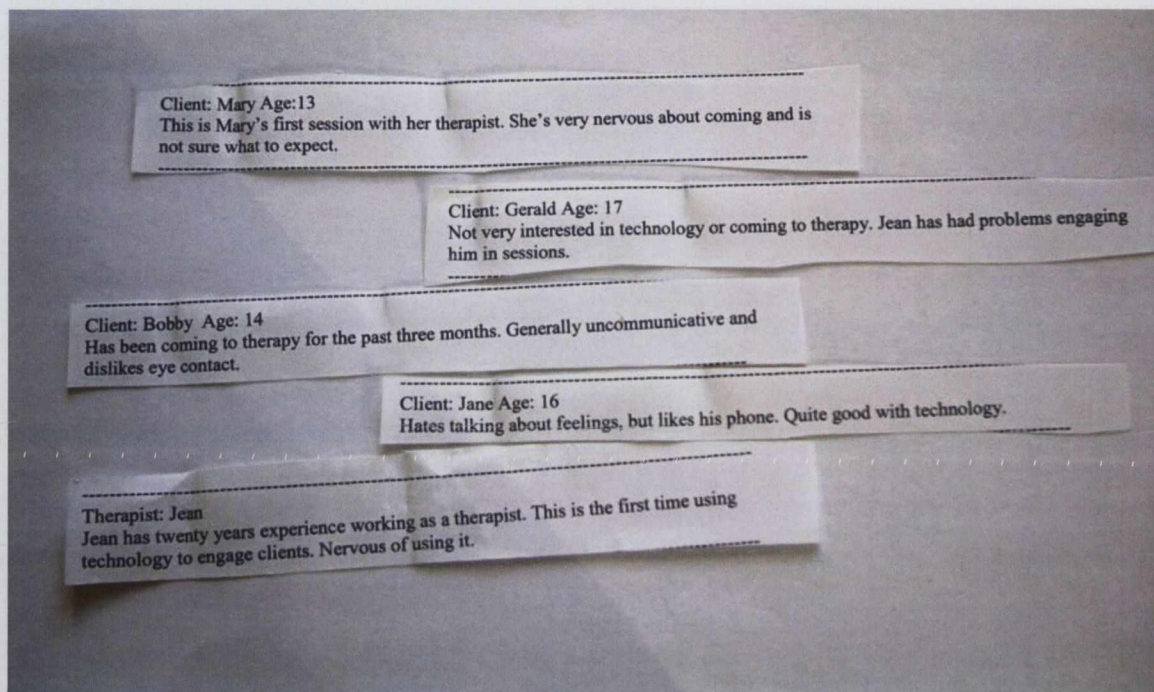 Client: Mary Age:13
This is Mary's first session with her therapist. She's very nervous about coming and is
not sure what to expect.
Client: Gerald Age: 17
Not very interested in technology or coming to therapy. Jean has had problems engaging
him in sessions.
Client: Bobby Age: 14
Has been coming to therapy for the past three months. Generally uncommunicative and
dislikes eye contact.
Client: Jane Age: 16
Hates talking about feelings, but likes his phone. Quite good with technology.
Therapist: Jean
Jean has twenty years experience working as a therapist. This is the first time using
technology to engage clients. Nervous of using it.